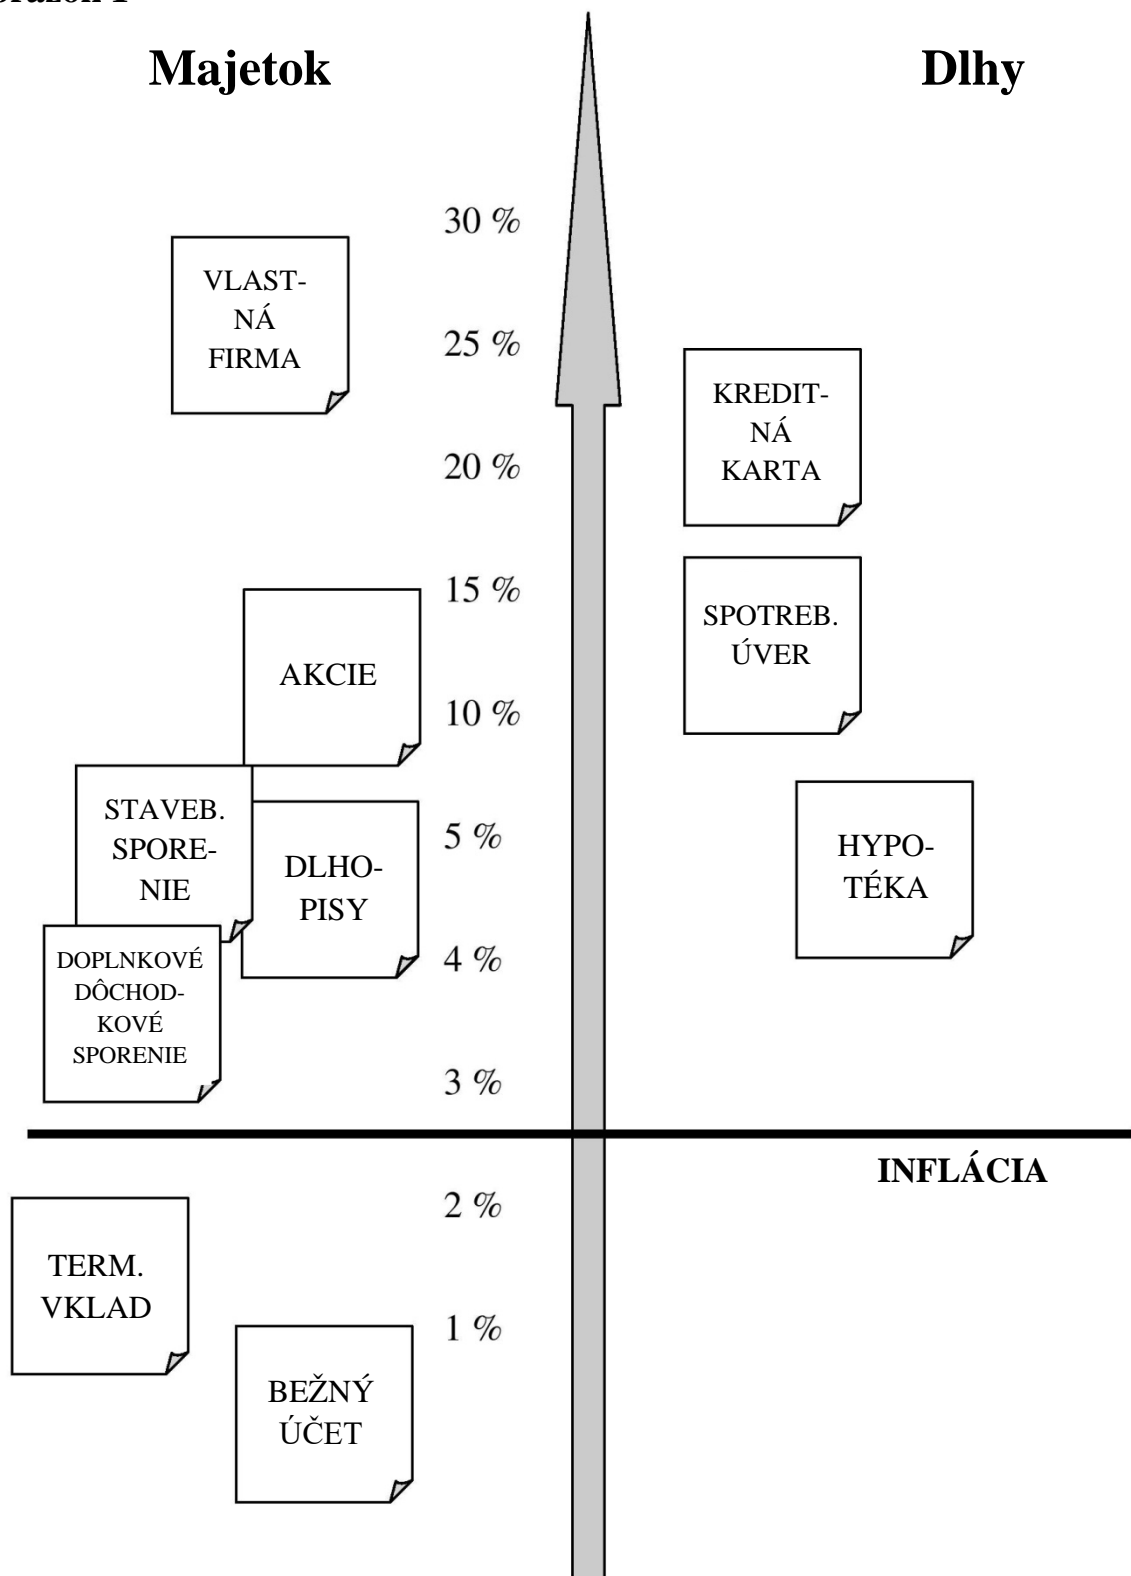 Majetok
Dlhy
30 %
VLAST-
NÁ
FIRMA
25 %
KREDIT-
NÁ
KARTA
20 %
15 %
SPOTREB.
ÚVER
AKCIE
10 %
STAVEB.
SPORE-
NIE
5 %
DLHO-
PISY
HYPO-
TÉKA
DOPLNKOVÉ
DÔCHOD-
KOVÉ
SPORENIE
4 %
3 %
INFLÁCIA
2 %
TERM.
VKLAD
1 %
BEŽNÝ
ÚČET